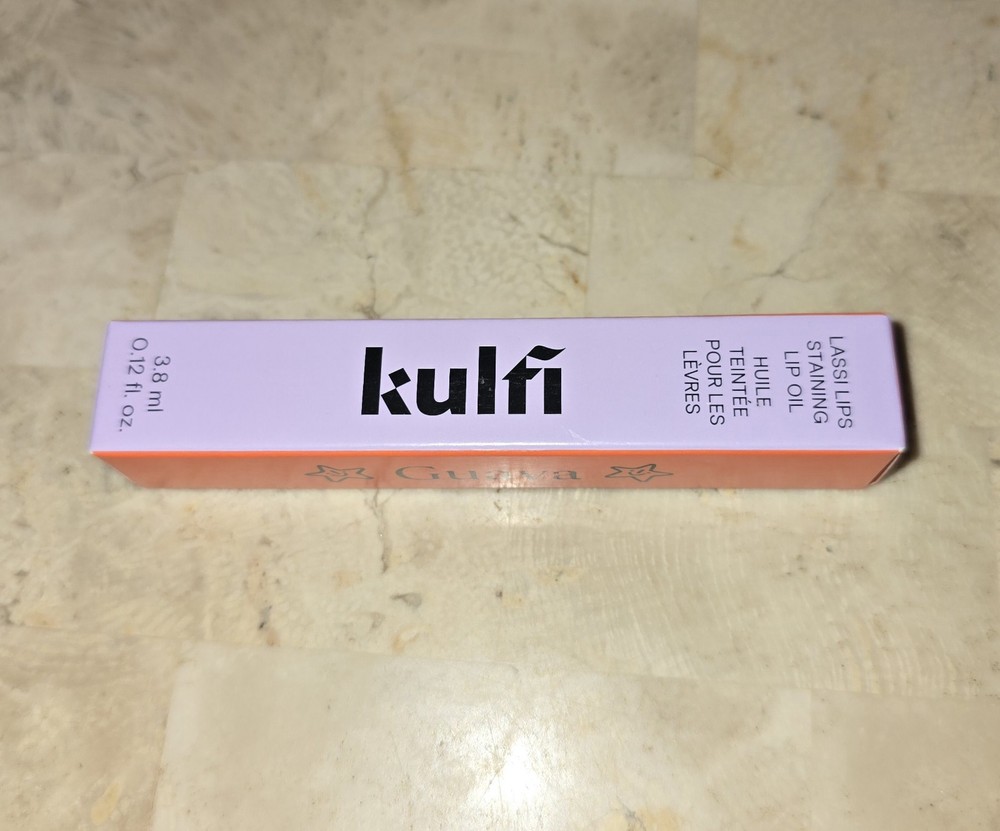 kulfi
LASSI LIPS
STAINING
LIP OIL
HUILE
TEINTÉE
POUR LES
LÈVRES
3.8 ml
0.12 fl. oz.
Guava